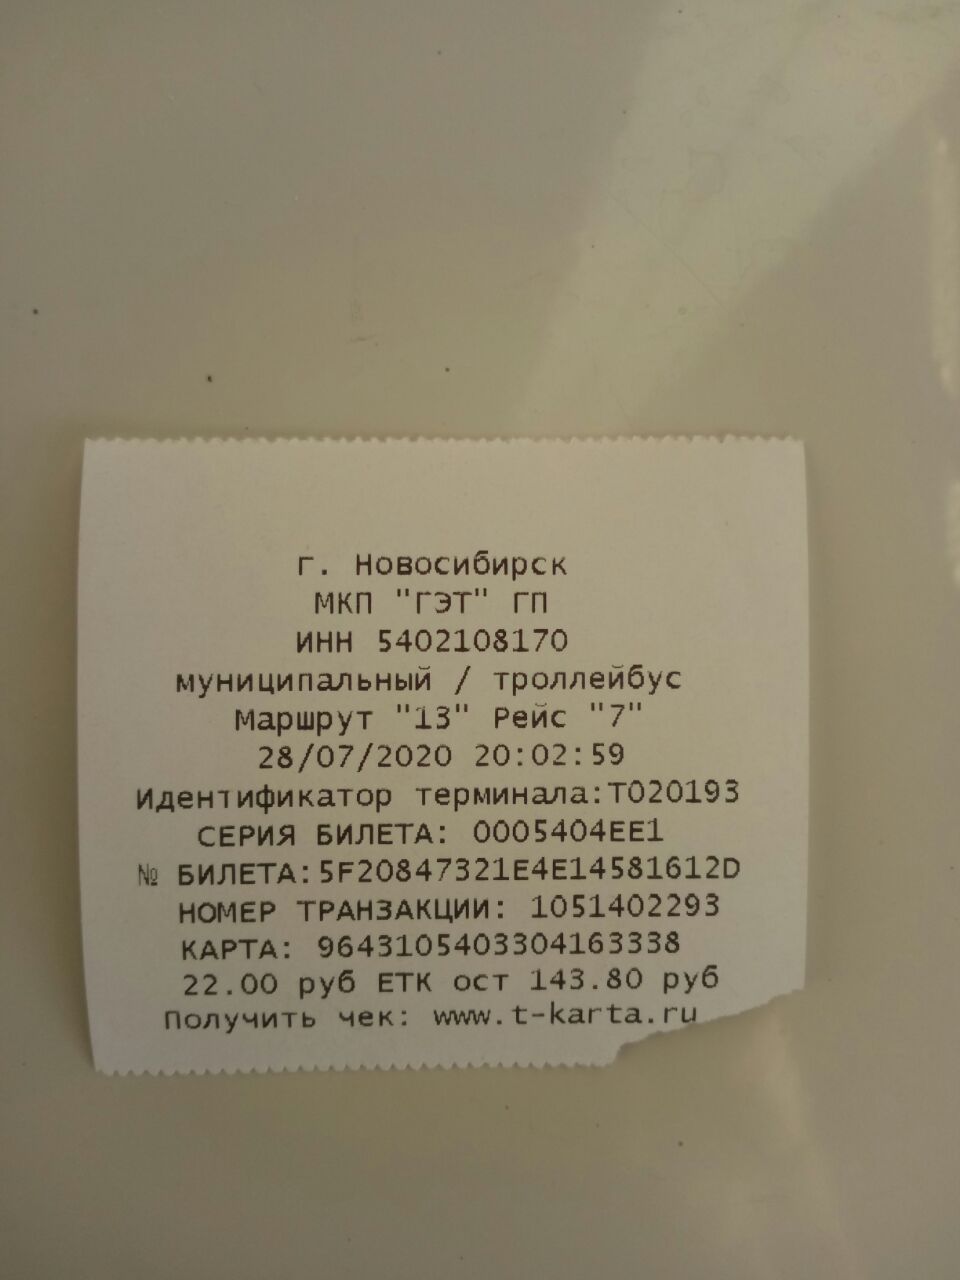 г. Новосибирск
МКП "ГЭТ" ГП
ИНН 5402108170
муниципальный / троллейбус
Маршрут "13" Рейс "7"
28/07/2020 20:02:59
Идентификатор терминала:T020193
СЕРИЯ БИЛЕТА: 0005404EE1
№ БИЛЕТА:5F20847321E4E14581612D
НОМЕР ТРАНЗАКЦИИ: 1051402293
КАРТА: 9643105403304163338
22.00 руб ЕТК ост 143.80 руб
Получить чек: www.t-karta.ru